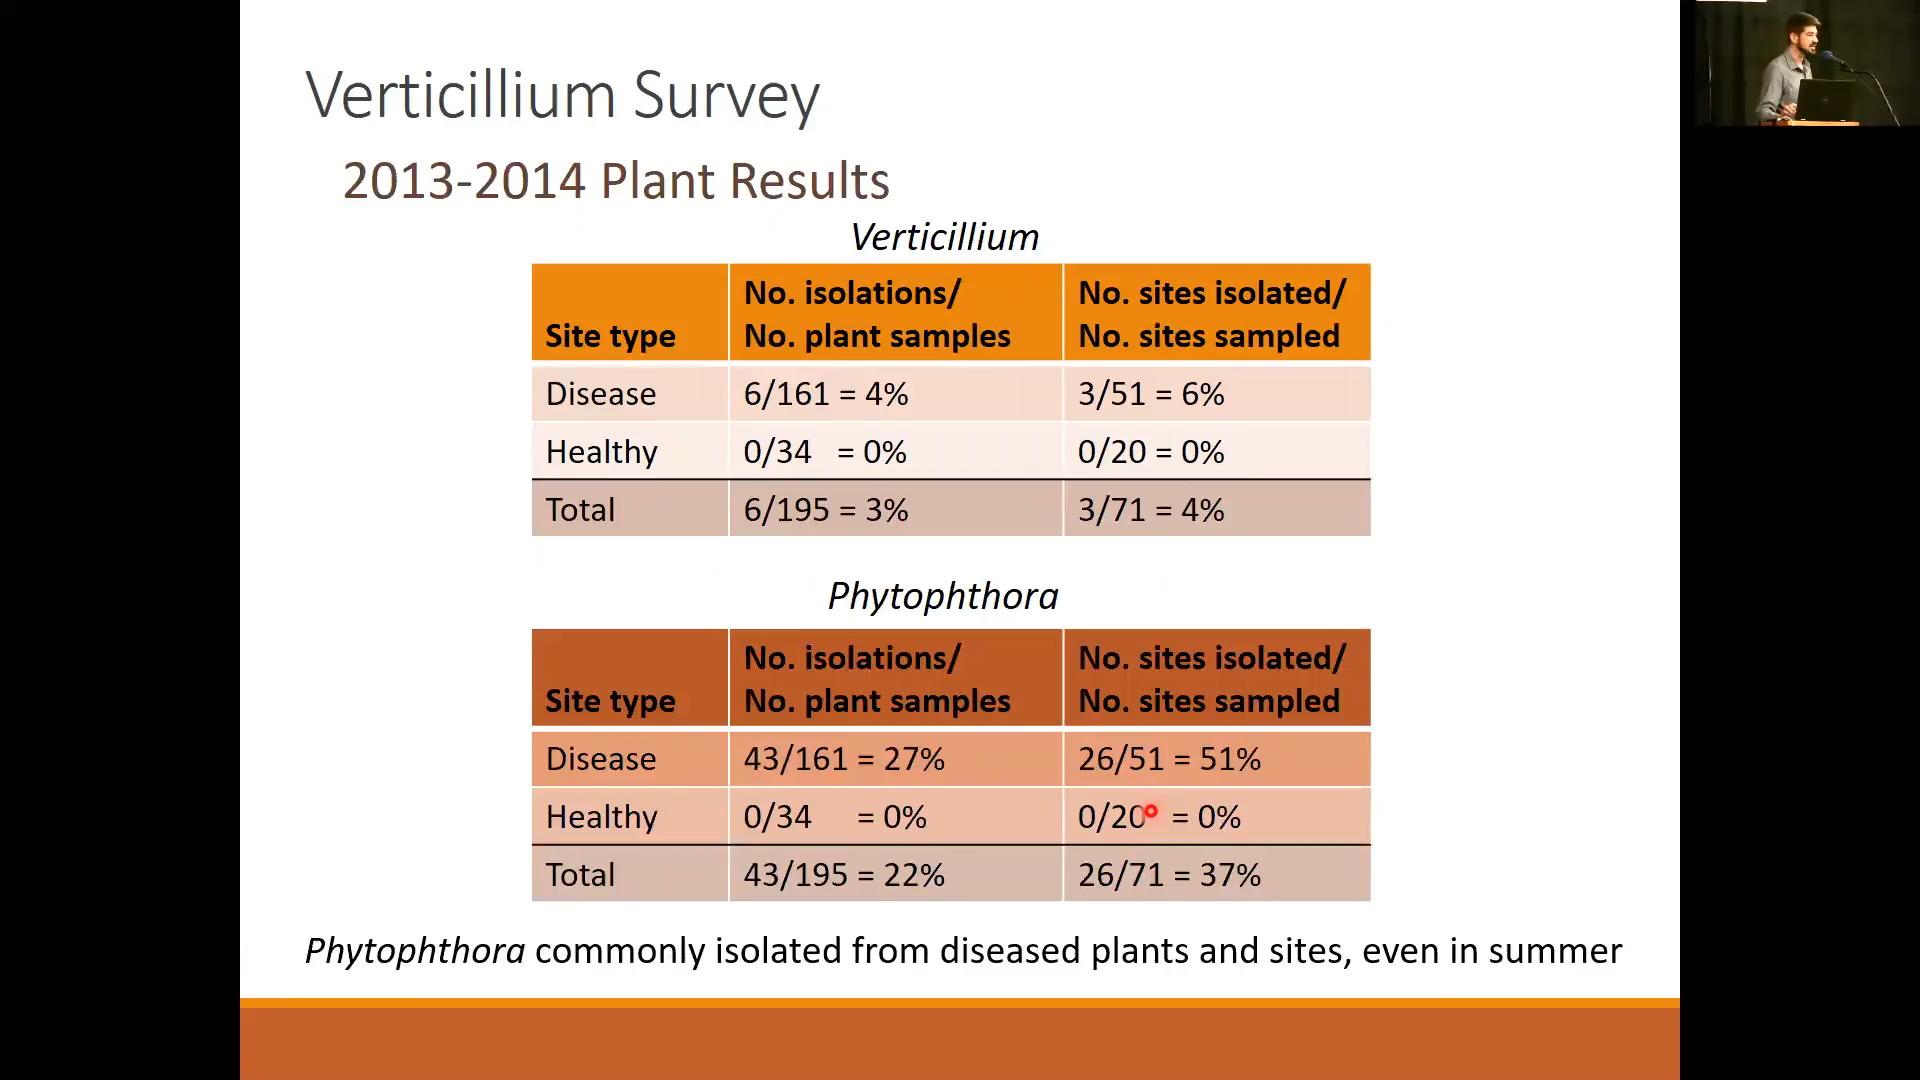 Verticillium Survey
2013-2014 Plant Results
Verticillium
Site type
No. isolations/
No. plant samples
No. sites isolated/
No. sites sampled
Disease 6/161 = 4% 3/51 = 6%
Healthy 0/34 = 0% 0/20 = 0%
Total 6/195 = 3% 3/71 = 4%
Phytophthora
Site type
No. isolations/
No. plant samples
No. sites isolated/
No. sites sampled
Disease 43/161 = 27% 26/51 = 51%
Healthy 0/34 = 0% 0/20 = 0%
Total 43/195 = 22% 26/71 = 37%
Phytophthora commonly isolated from diseased plants and sites, even in summer